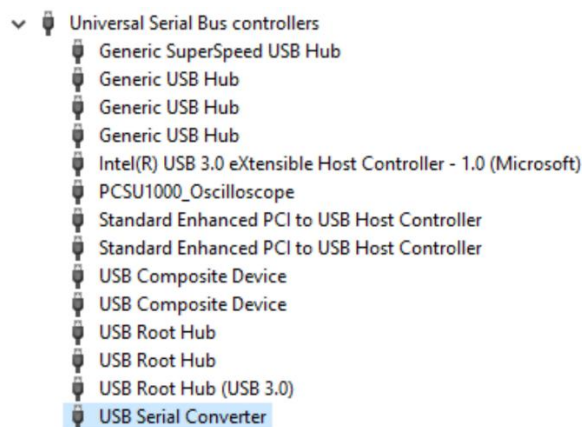 Universal Serial Bus controllers
Generic SuperSpeed USB Hub
Generic USB Hub
Generic USB Hub
Generic USB Hub
Intel(R) USB 3.0 eXtensible Host Controller - 1.0 (Microsoft)
PCSU1000_Oscilloscope
Standard Enhanced PCI to USB Host Controller
Standard Enhanced PCI to USB Host Controller
USB Composite Device
USB Composite Device
USB Root Hub
USB Root Hub
USB Root Hub (USB 3.0)
USB Serial Converter